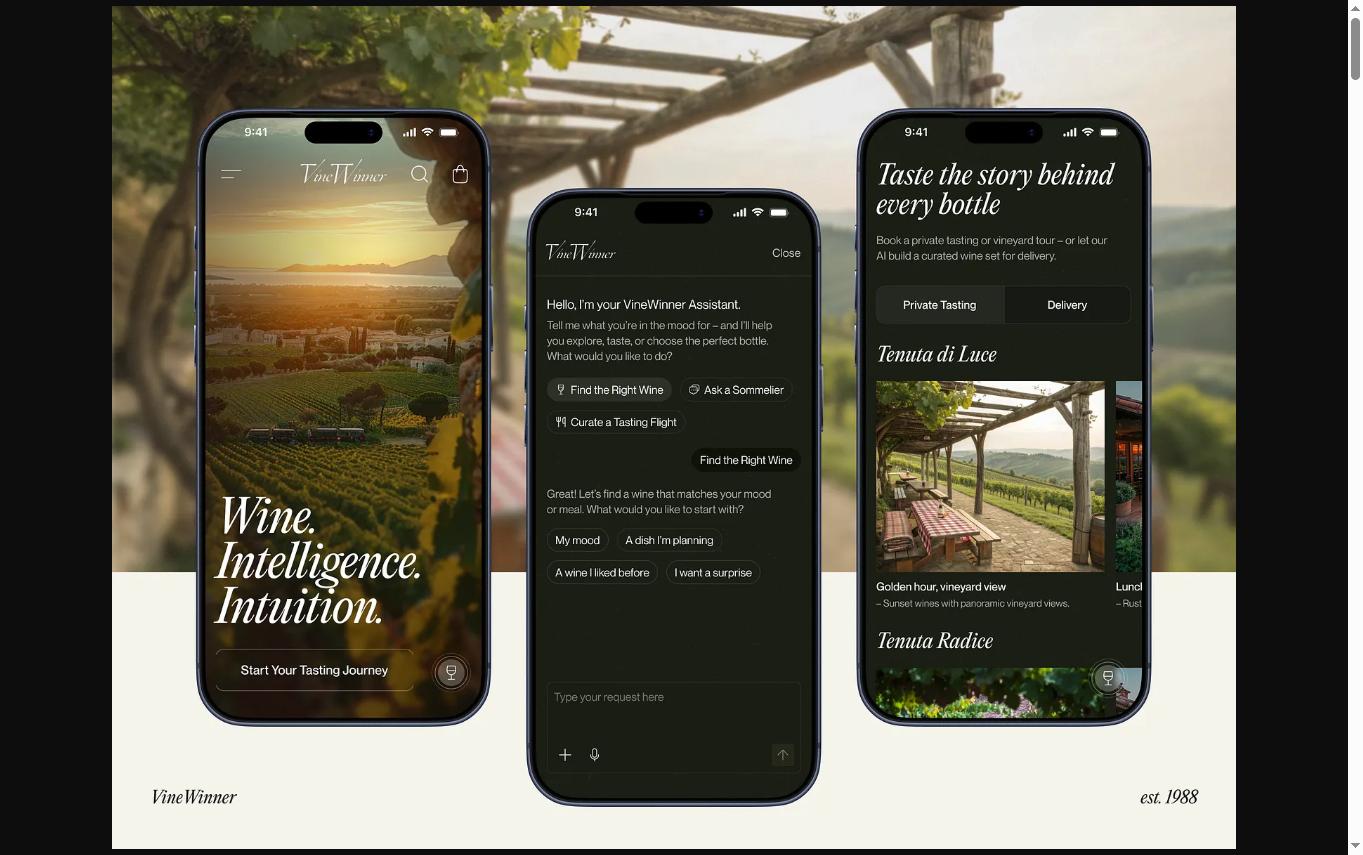 9:41
VineWinner
Wine.
Intelligence.
Intuition.
Start Your Tasting Journey
9:41
VineWinner
Close
Hello, I'm your VineWinner Assistant.
Tell me what you're in the mood for – and I'll help
you explore, taste, or choose the perfect bottle.
What would you like to do?
Find the Right Wine
Ask a Sommelier
Curate a Tasting Flight
Find the Right Wine
Great! Let's find a wine that matches your mood
or meal. What would you like to start with?
My mood
A dish I'm planning
A wine I liked before
I want a surprise
Type your request here
9:41
Taste the story behind
every bottle
Book a private tasting or vineyard tour – or let our
AI build a curated wine set for delivery.
Private Tasting
Delivery
Tenuta di Luce
Golden hour, vineyard view
– Sunset wines with panoramic vineyard views.
Lunch
– Rust
Tenuta Radice
VineWinner
est. 1988